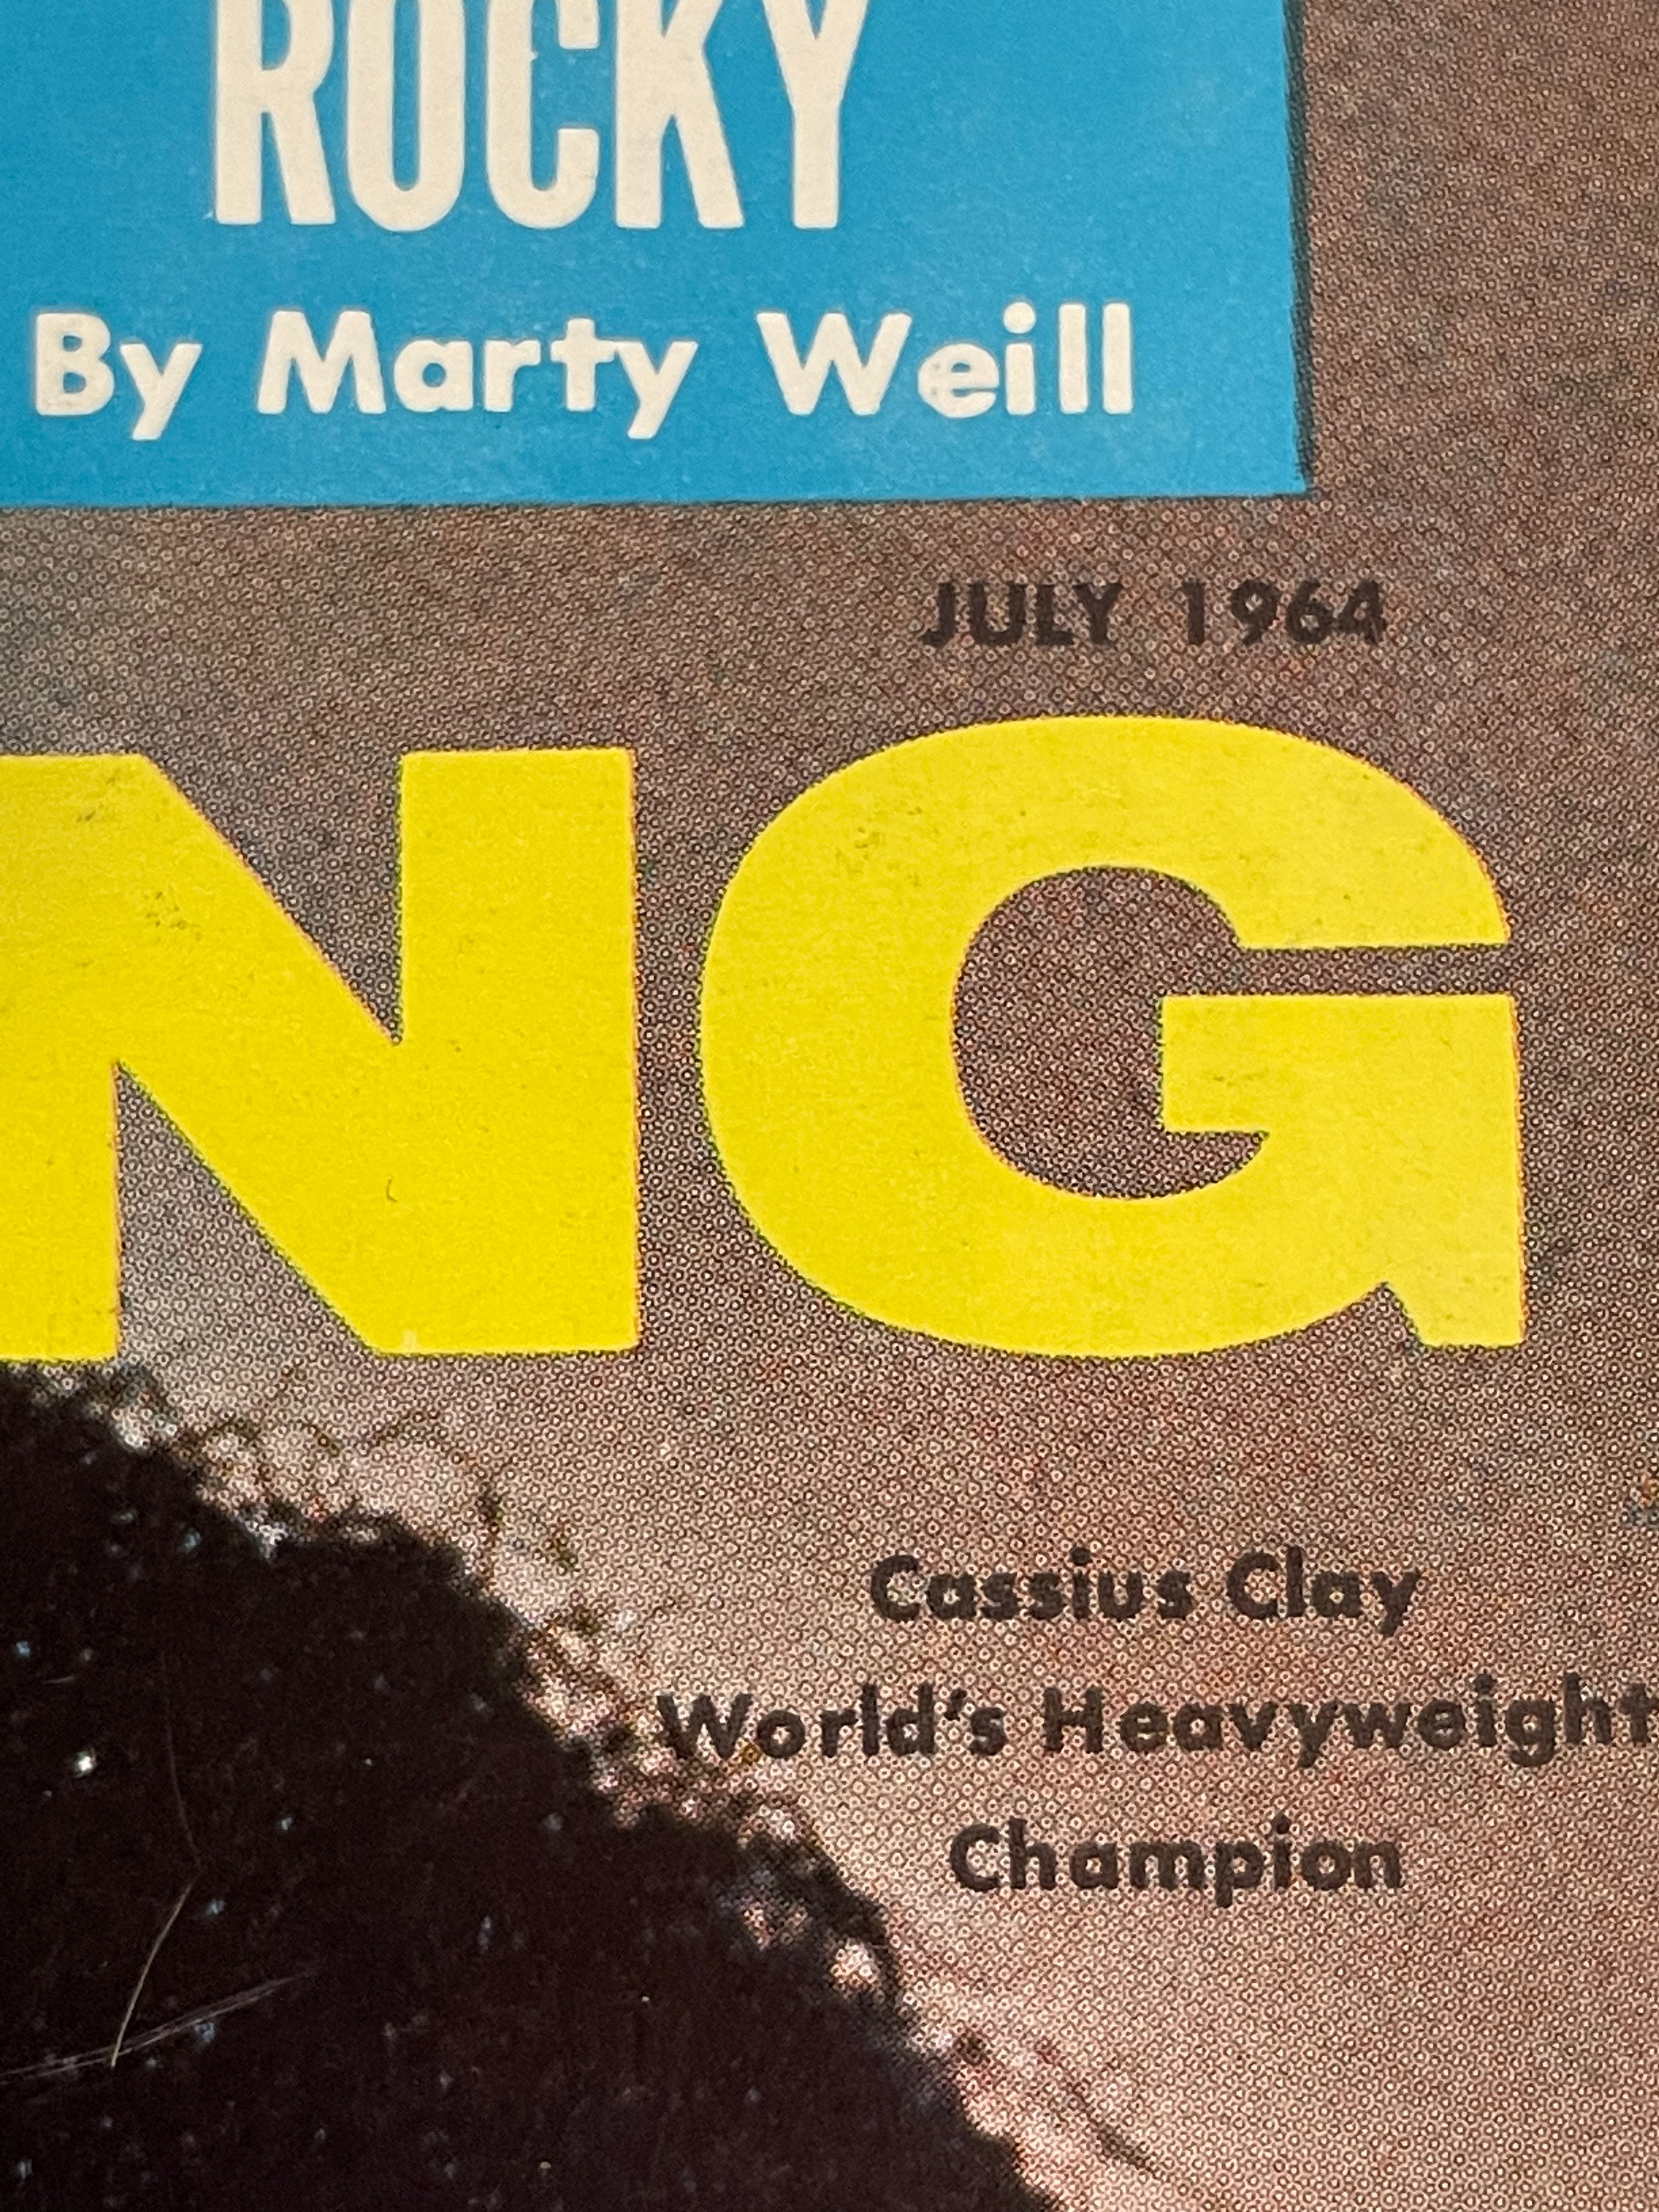 ROCKY
By Marty Weill
JULY 1964
NG
Cassius Clay
World's Heavyweight
Champion